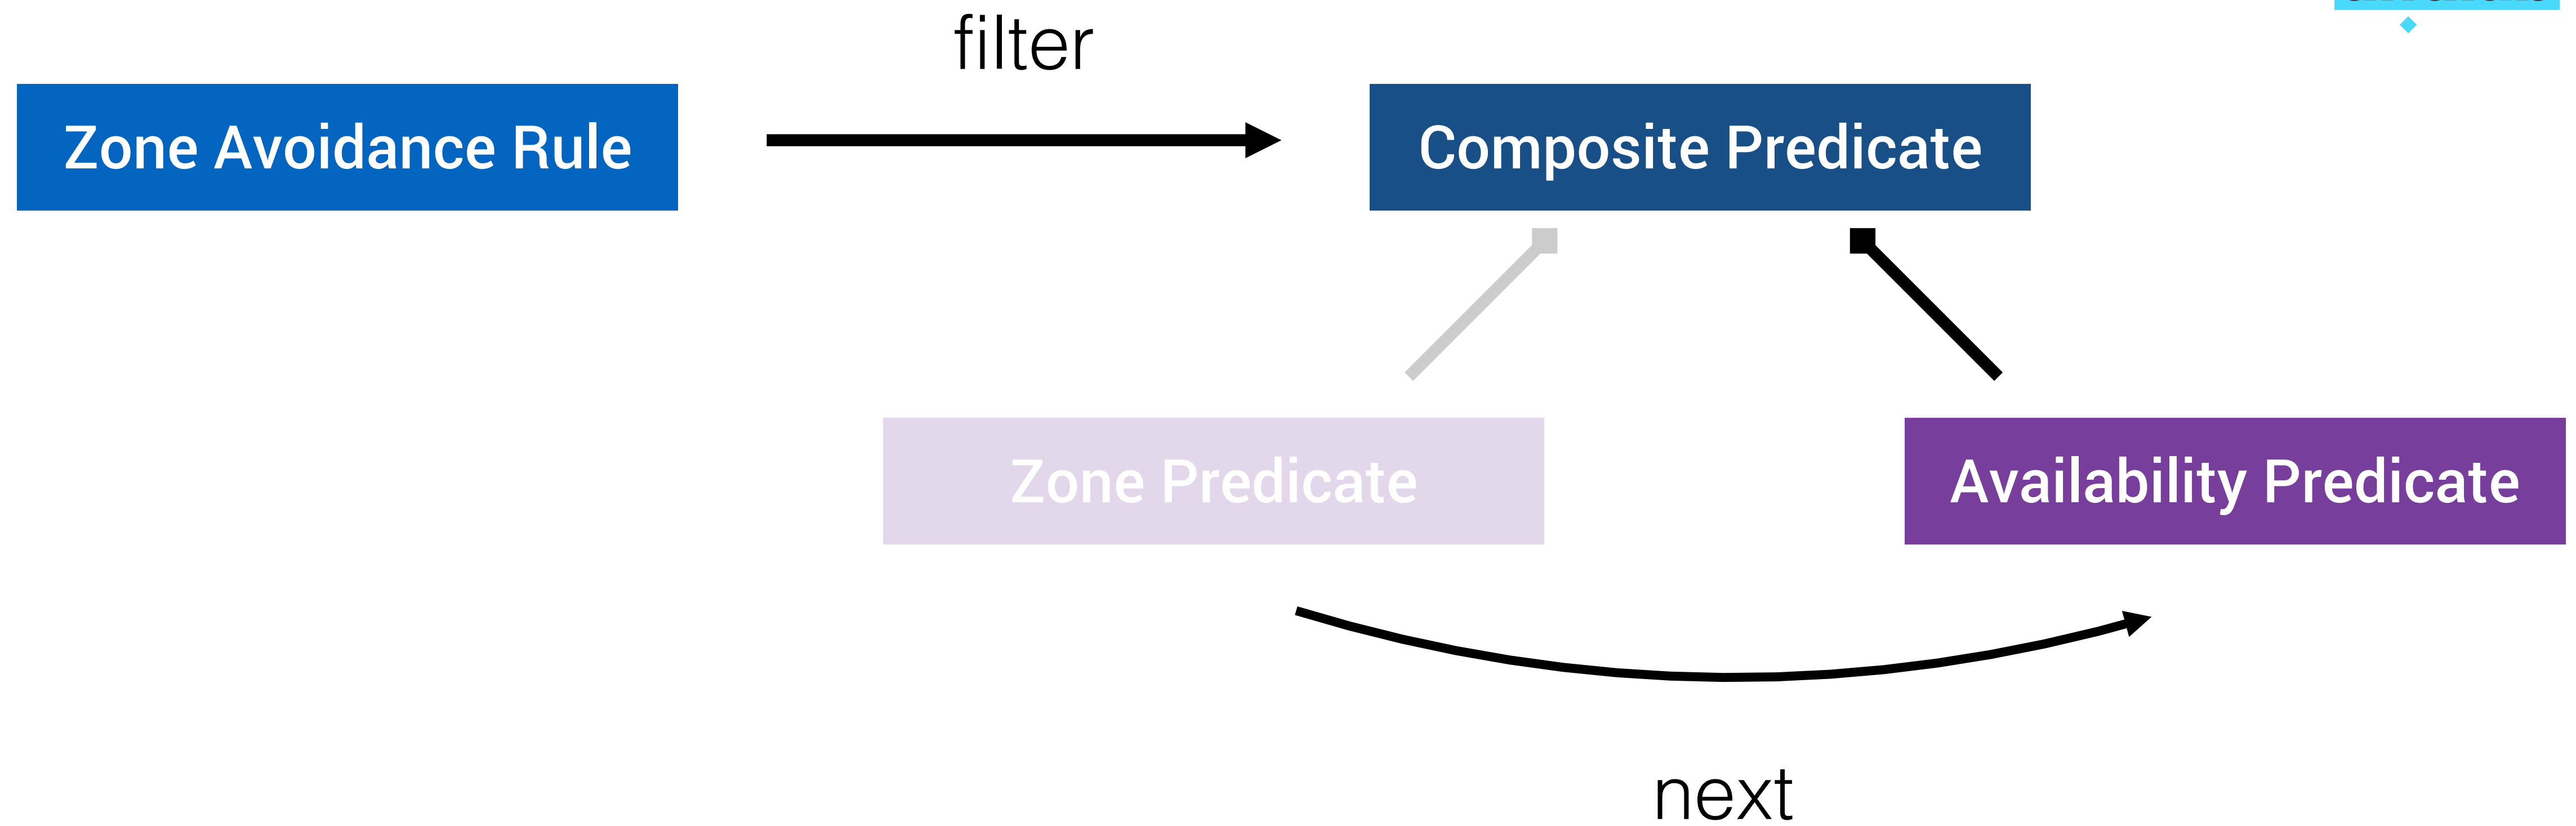 filter
Zone Avoidance Rule
Composite Predicate
Zone Predicate
Availability Predicate
next